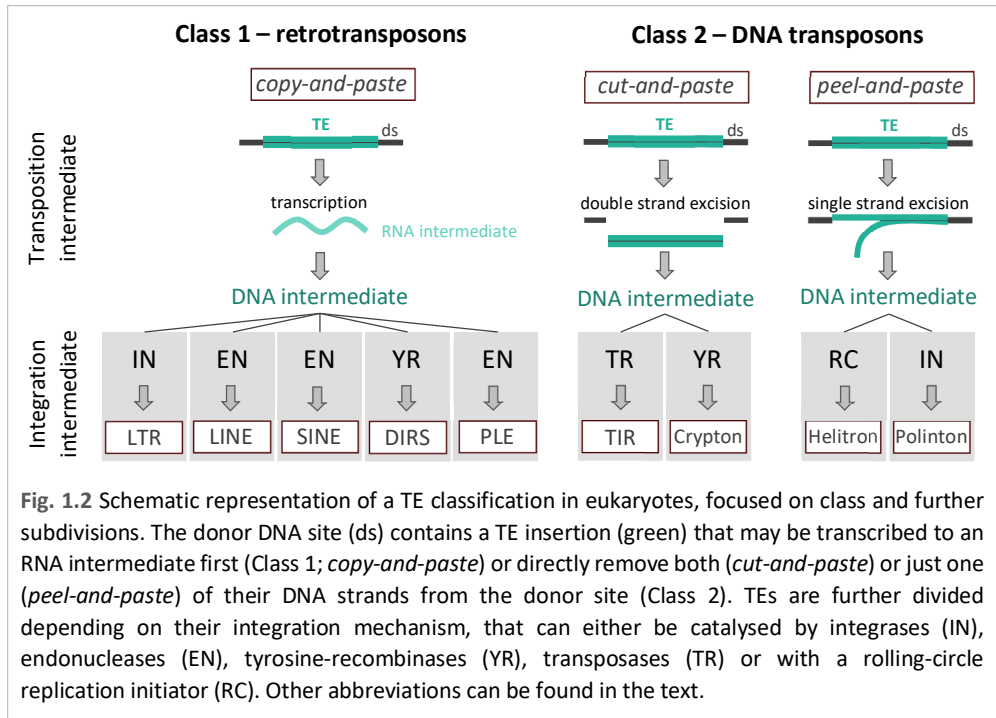 Class 1 – retrotransposons
Class 2 – DNA transposons
copy-and-paste
cut-and-paste
peel-and-paste
Transposition
intermediate
TE
ds
TE
ds
TE
ds
transcription
double strand excision
single strand excision
RNA intermediate
DNA intermediate
DNA intermediate
DNA intermediate
Integration
intermediate
IN
EN
EN
YR
EN
TR
YR
RC
IN
LTR
LINE
SINE
DIRS
PLE
TIR
Crypton
Helitron
Polinton
Fig. 1.2 Schematic representation of a TE classification in eukaryotes, focused on class and further
subdivisions. The donor DNA site (ds) contains a TE insertion (green) that may be transcribed to an
RNA intermediate first (Class 1; copy-and-paste) or directly remove both (cut-and-paste) or just one
(peel-and-paste) of their DNA strands from the donor site (Class 2). TEs are further divided
depending on their integration mechanism, that can either be catalysed by integrases (IN),
endonucleases (EN), tyrosine-recombinases (YR), transposases (TR) or with a rolling-circle
replication initiator (RC). Other abbreviations can be found in the text.